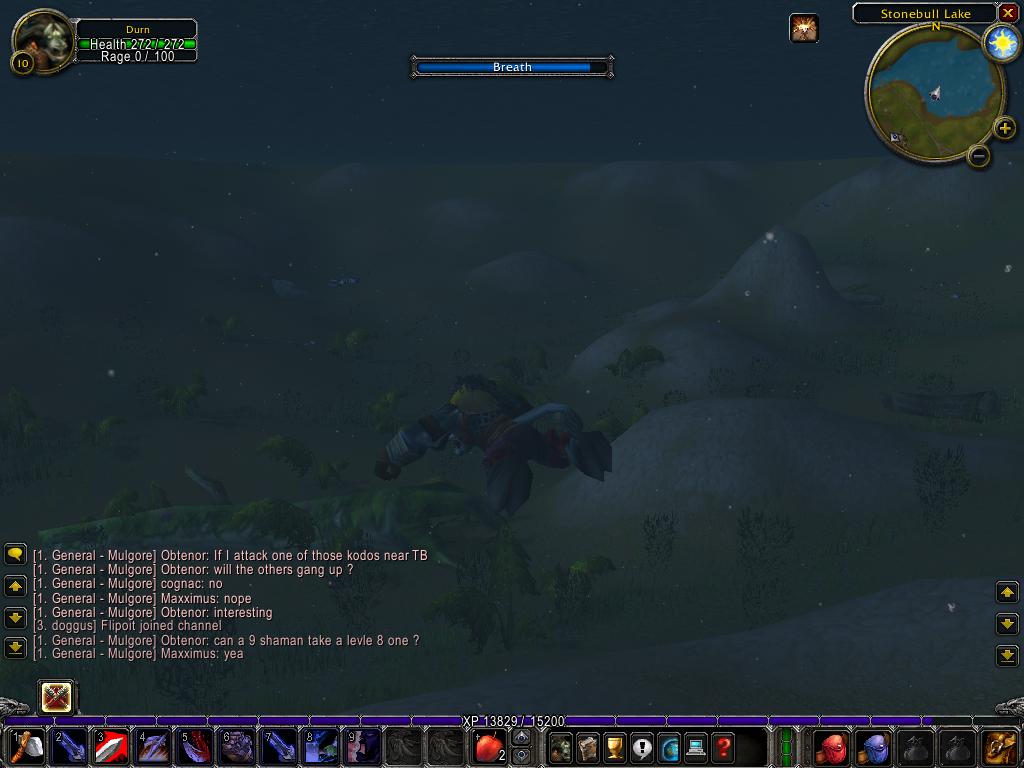 Durn
Health 272 / 272
Rage 0 / 100
10
Breath
Stonebull Lake
N
[1. General - Mulgore] Obtenor: If I attack one of those kodos near TB
[1. General - Mulgore] Obtenor: will the others gang up ?
[1. General - Mulgore] cognac: no
[1. General - Mulgore] Maxximus: nope
[1. General - Mulgore] Obtenor: interesting
[3. doggus] Flipoit joined channel
[1. General - Mulgore] Obtenor: can a 9 shaman take a levle 8 one ?
[1. General - Mulgore] Maxximus: yea
XP 13829 / 15200
1 2 3 4 5 6 7 8 9 2